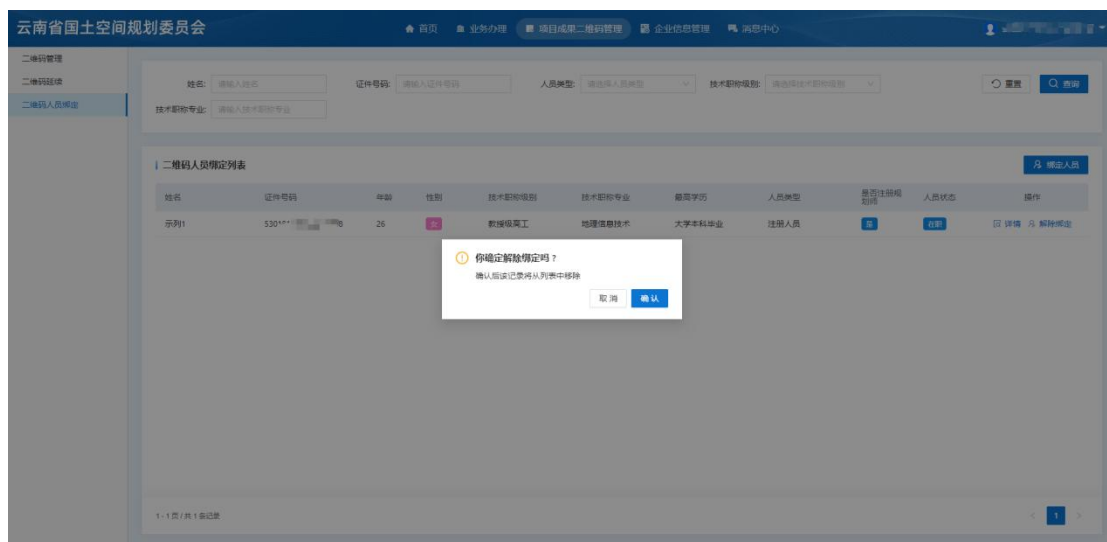 云南省国土空间规划委员会
首页 业务办理 项目成果二维码管理 企业信息管理 消息中心
二维码管理
二维码延续
二维码人员绑定
姓名: 请输入姓名 证件号码: 请输入证件号码 人员类型: 请选择人员类型 技术职称级别: 请选择技术职称级别 重置 查询
技术职称专业: 请输入技术职称专业
二维码人员绑定列表 绑定人员
姓名 证件号码 年龄 性别 技术职称级别 技术职称专业 最高学历 人员类型 是否注册规划师 人员状态 操作
示列1 26 女 教授级高工 地理信息技术 大学本科毕业 注册人员 是 在职 详情 解除绑定
你确定解除绑定吗?
确认后该记录将从列表中移除
取 消 确 认
1-1页/共1条记录 < 1 >